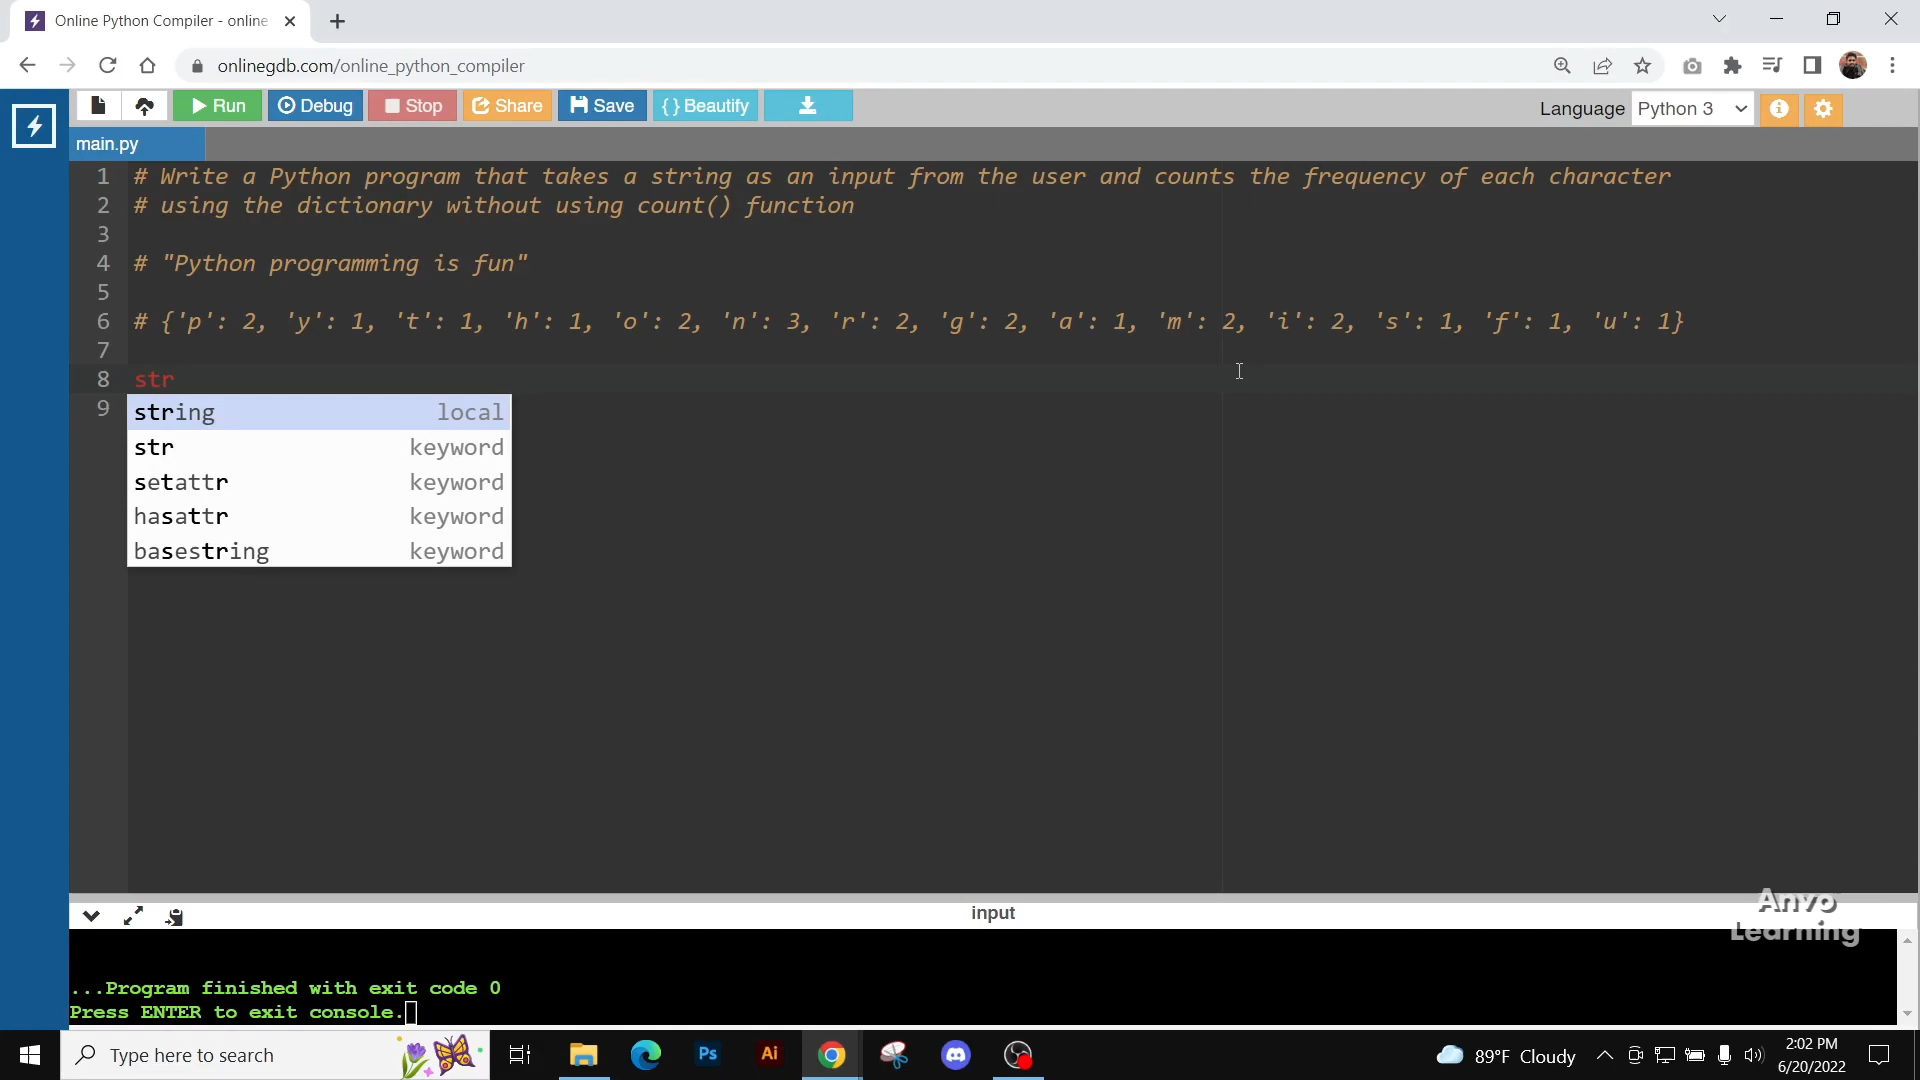 Online Python Compiler - online
onlinegdb.com/online_python_compiler
Run Debug Stop Share Save { } Beautify Language Python 3
main.py
1 # Write a Python program that takes a string as an input from the user and counts the frequency of each character
2 # using the dictionary without using count() function
3
4 # "Python programming is fun"
5
6 # {'p': 2, 'y': 1, 't': 1, 'h': 1, 'o': 2, 'n': 3, 'r': 2, 'g': 2, 'a': 1, 'm': 2, 'i': 2, 's': 1, 'f': 1, 'u': 1}
7
8 str
9
string local
str keyword
setattr keyword
hasattr keyword
basestring keyword
input
Anvo
Learning
...Program finished with exit code 0
Press ENTER to exit console.
Type here to search
Ps
Ai
89°F Cloudy
2:02 PM
6/20/2022